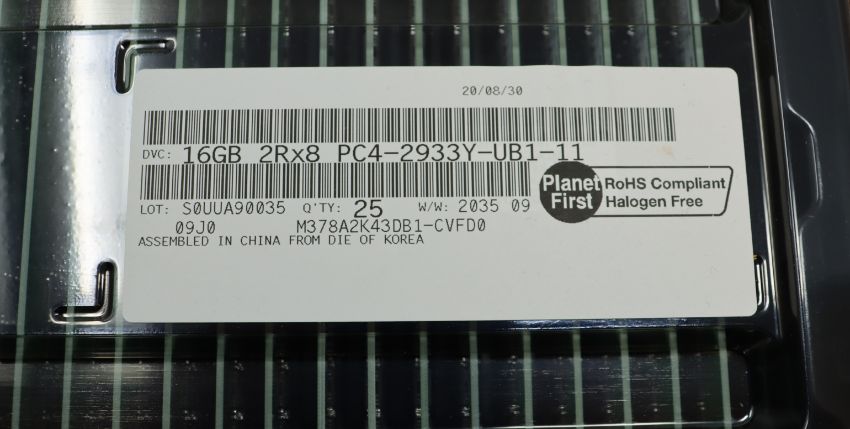 20/08/30
DVC: 16GB 2Rx8 PC4-2933Y-UB1-11
LOT: S0UUA90035 Q'TY: 25 W/W: 2035 09
09J0 M378A2K43DB1-CVFD0
ASSEMBLED IN CHINA FROM DIE OF KOREA
Planet First
RoHS Compliant
Halogen Free